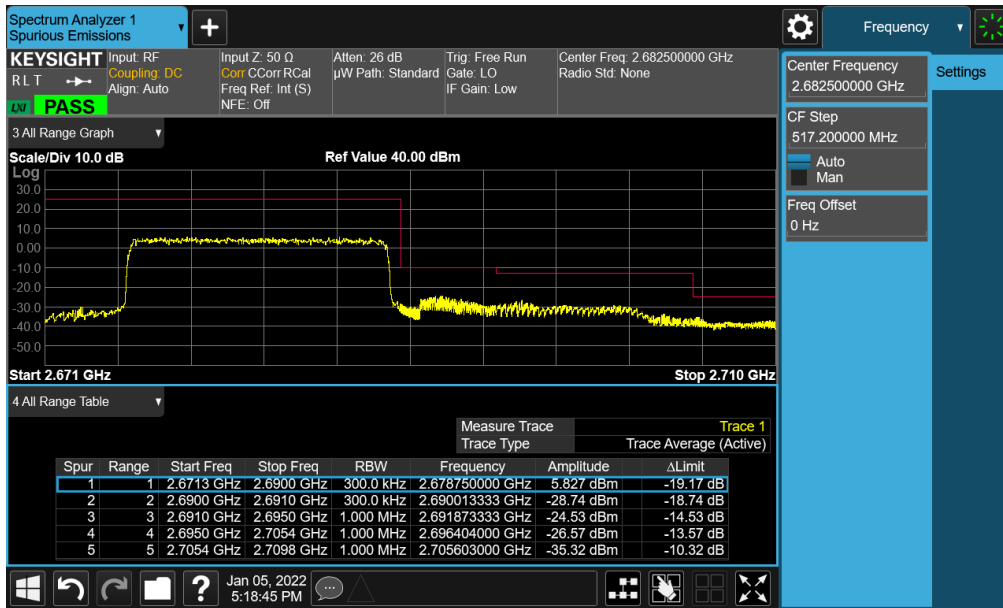 Spectrum Analyzer 1
Spurious Emissions
+
Frequency
KEYSIGHT
RLT
LXI
PASS
Input: RF
Coupling: DC
Align: Auto
Input Z: 50 Ω
Corr CCorr RCal
Freq Ref: Int (S)
NFE: Off
Atten: 26 dB
µW Path: Standard
Trig: Free Run
Gate: LO
IF Gain: Low
Center Freq: 2.682500000 GHz
Radio Std: None
Center Frequency
2.682500000 GHz
Settings
CF Step
517.200000 MHz
Auto
Man
Freq Offset
0 Hz
3 All Range Graph
Scale/Div 10.0 dB Ref Value 40.00 dBm
Log
30.0
20.0
10.0
0.00
-10.0
-20.0
-30.0
-40.0
-50.0
Start 2.671 GHz Stop 2.710 GHz
4 All Range Table
Measure Trace Trace 1
Trace Type Trace Average (Active)
Spur Range Start Freq Stop Freq RBW Frequency Amplitude ΔLimit
1 1 2.6713 GHz 2.6900 GHz 300.0 kHz 2.678750000 GHz 5.827 dBm -19.17 dB
2 2 2.6900 GHz 2.6910 GHz 300.0 kHz 2.690013333 GHz -28.74 dBm -18.74 dB
3 3 2.6910 GHz 2.6950 GHz 1.000 MHz 2.691873333 GHz -24.53 dBm -14.53 dB
4 4 2.6950 GHz 2.7054 GHz 1.000 MHz 2.696404000 GHz -26.57 dBm -13.57 dB
5 5 2.7054 GHz 2.7098 GHz 1.000 MHz 2.705603000 GHz -35.32 dBm -10.32 dB
?
Jan 05, 2022
5:18:45 PM